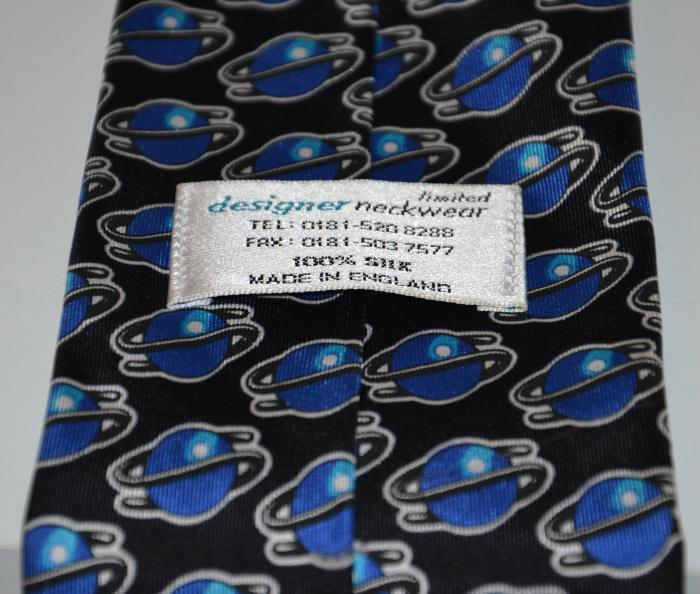 designer neckwear limited
TEL: 0181-520 8288
FAX: 0181-503 7577
100% SILK
MADE IN ENGLAND